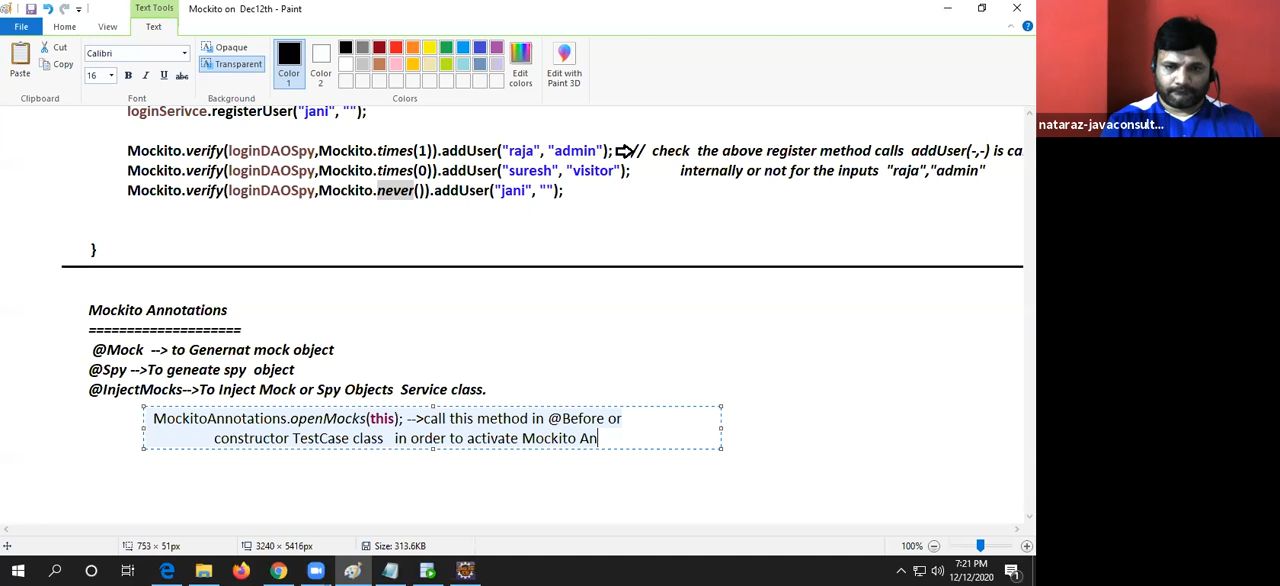 Text Tools
Mockito on Dec12th - Paint
File
Home
View
Text
Paste
Cut
Copy
Clipboard
Calibri
16
B I U abc
Font
Opaque
Transparent
Background
Color 1
Color 2
Edit colors
Edit with Paint 3D
Colors
loginSerivce.registerUser("jani", "");
Mockito.verify(loginDAOSpy,Mockito.times(1)).addUser("raja", "admin"); // check the above register method calls addUser(-,-) is ca
Mockito.verify(loginDAOSpy,Mockito.times(0)).addUser("suresh", "visitor"); internally or not for the inputs "raja","admin"
Mockito.verify(loginDAOSpy,Mockito.never()).addUser("jani", "");
}
Mockito Annotations
====================
@Mock --> to Genernat mock object
@Spy -->To geneate spy object
@InjectMocks-->To Inject Mock or Spy Objects Service class.
MockitoAnnotations.openMocks(this); -->call this method in @Before or
constructor TestCase class in order to activate Mockito An
753 × 51px
3240 × 5416px
Size: 313.6KB
100%
7:21 PM
12/12/2020
1
nataraz-javaconsult...